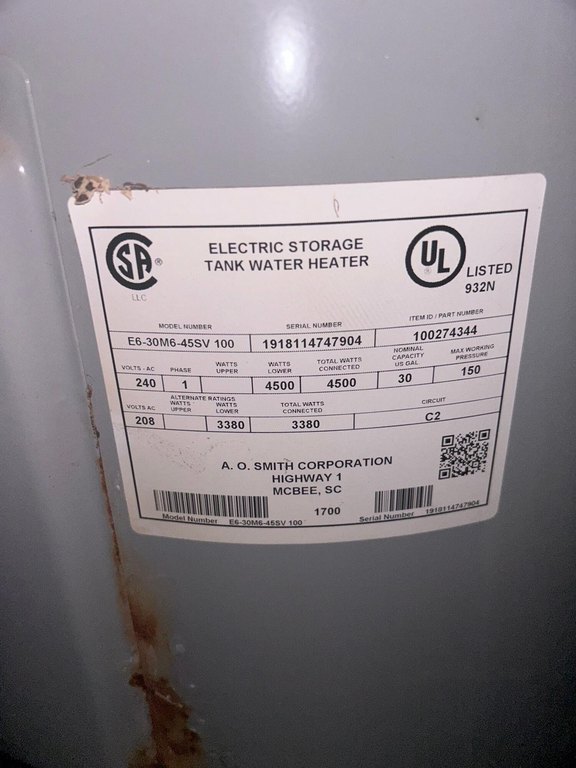 SA
®
LLC
ELECTRIC STORAGE
TANK WATER HEATER
UL
®
LISTED
932N
MODEL NUMBER SERIAL NUMBER ITEM ID / PART NUMBER
E6-30M6-45SV 100 1918114747904 100274344
VOLTS - AC PHASE WATTS UPPER WATTS LOWER TOTAL WATTS CONNECTED NOMINAL CAPACITY US GAL MAX WORKING PRESSURE
240 1 4500 4500 30 150
ALTERNATE RATINGS
VOLTS AC WATTS UPPER WATTS LOWER TOTAL WATTS CONNECTED CIRCUIT
208 3380 3380 C2
A. O. SMITH CORPORATION
HIGHWAY 1
MCBEE, SC
1700
Model Number E6-30M6-45SV 100 Serial Number 1918114747904